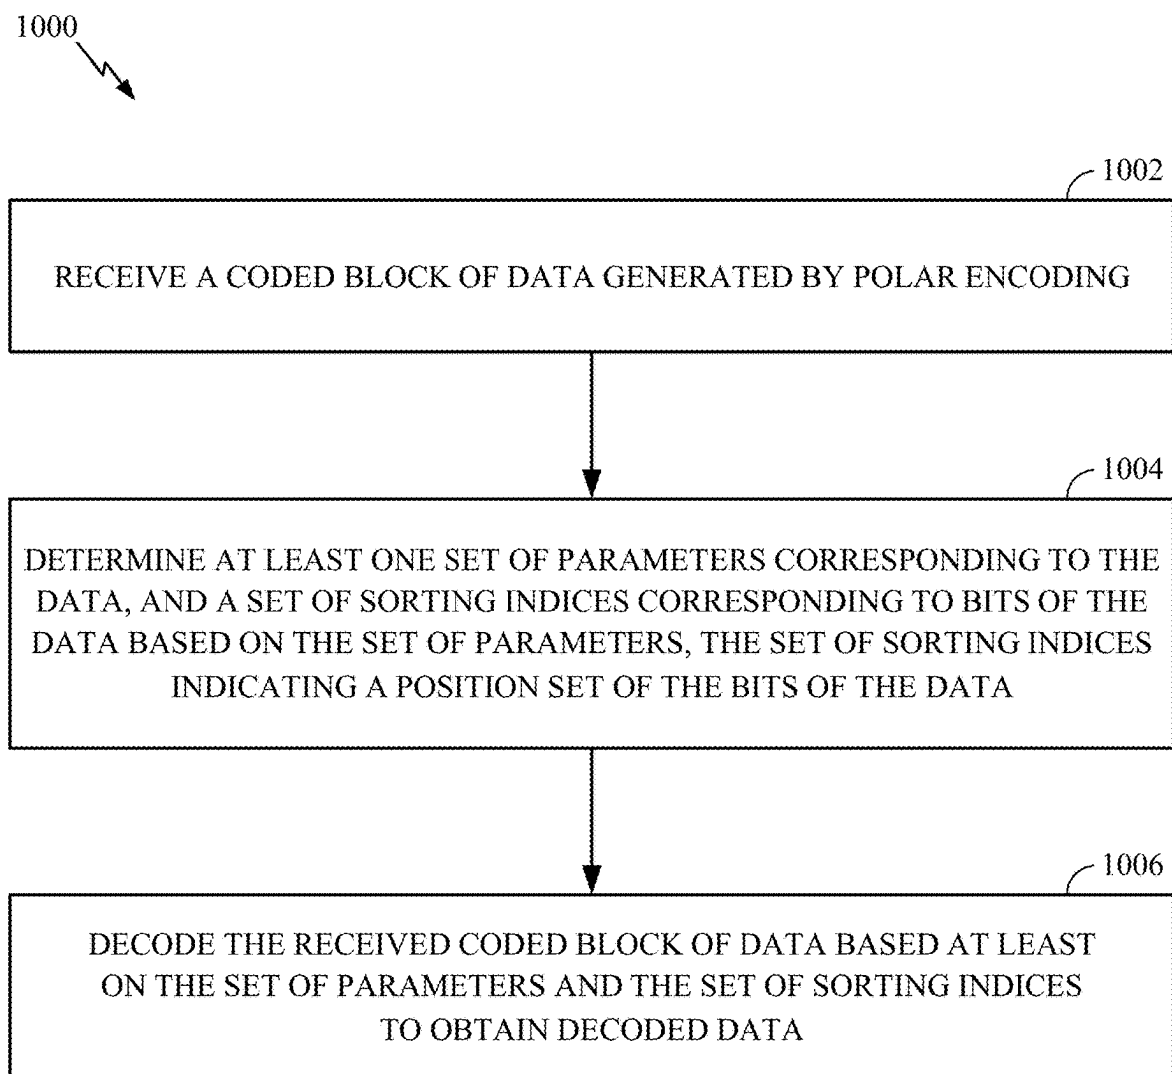 1000
1002
RECEIVE A CODED BLOCK OF DATA GENERATED BY POLAR ENCODING
1004
DETERMINE AT LEAST ONE SET OF PARAMETERS CORRESPONDING TO THE
DATA, AND A SET OF SORTING INDICES CORRESPONDING TO BITS OF THE
DATA BASED ON THE SET OF PARAMETERS, THE SET OF SORTING INDICES
INDICATING A POSITION SET OF THE BITS OF THE DATA
1006
DECODE THE RECEIVED CODED BLOCK OF DATA BASED AT LEAST
ON THE SET OF PARAMETERS AND THE SET OF SORTING INDICES
TO OBTAIN DECODED DATA